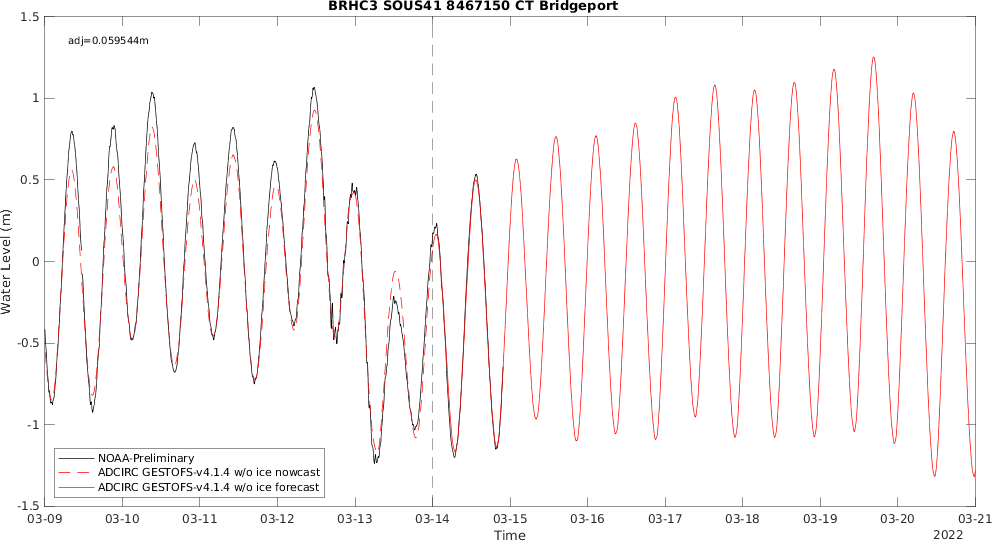 BRHC3 SOUS41 8467150 CT Bridgeport
adj=0.059544m
1.5
1
0.5
0
-0.5
-1
-1.5
Water Level (m)
NOAA-Preliminary
ADCIRC GESTOFS-v4.1.4 w/o ice nowcast
ADCIRC GESTOFS-v4.1.4 w/o ice forecast
03-09 03-10 03-11 03-12 03-13 03-14 03-15 03-16 03-17 03-18 03-19 03-20 03-21
Time
2022